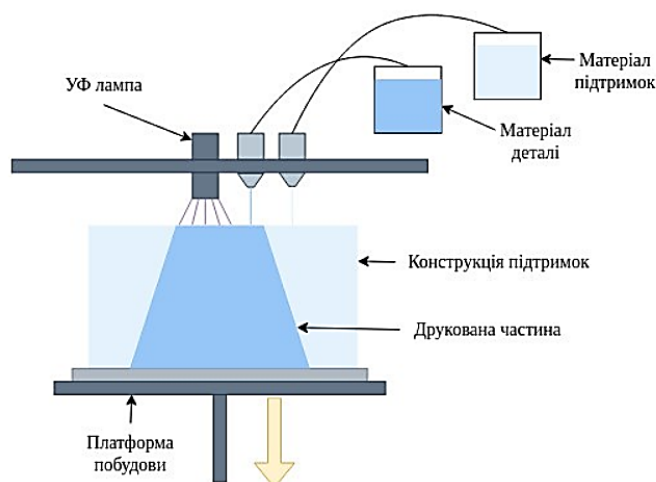 Матеріал
підтримок
УФ лампа
Матеріал
деталі
Конструкція підтримок
Друкована частина
Платформа
побудови